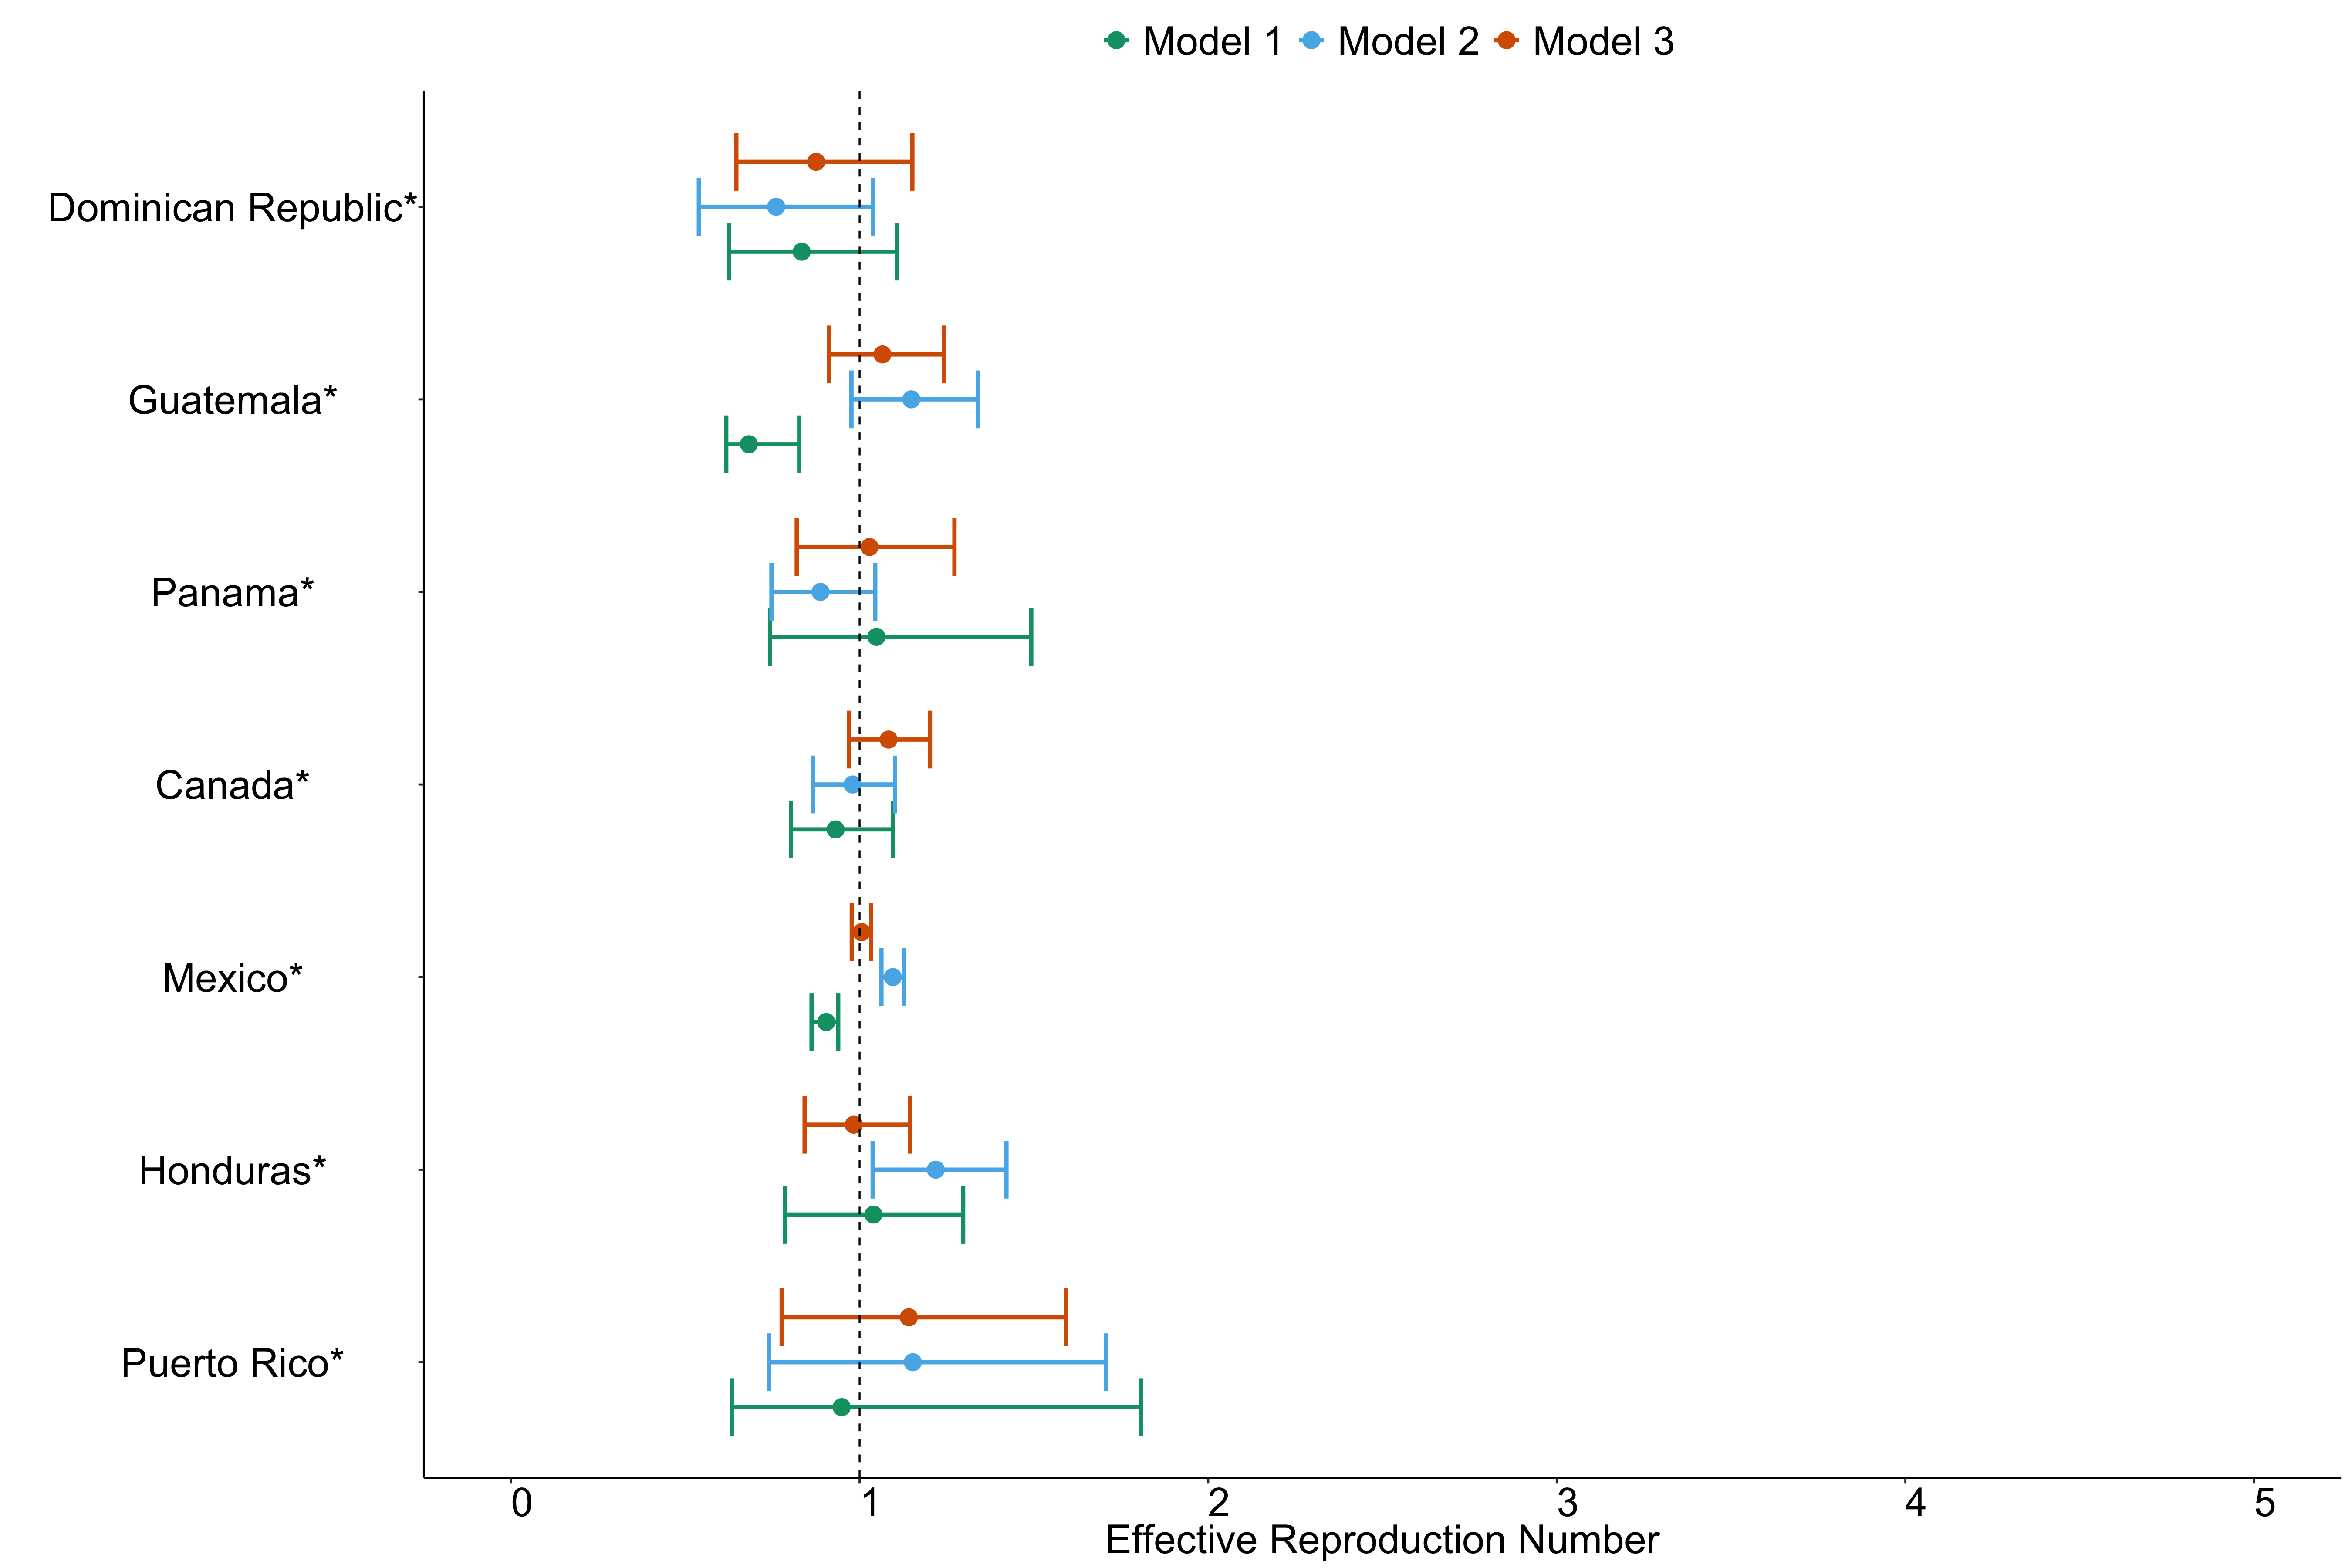 Model 1 Model 2 Model 3
Dominican Republic*
Guatemala*
Panama*
Canada*
Mexico*
Honduras*
Puerto Rico*
0 1 2 3 4 5
Effective Reproduction Number